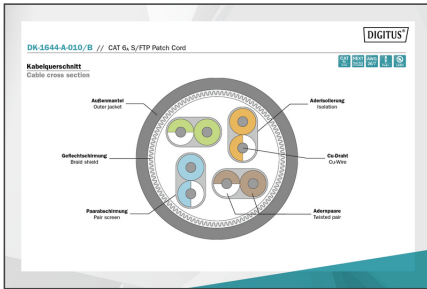 DIGITUS®
DK-1644-A-010/B // CAT 6A S/FTP Patch Cord
Kabelquerschnitt
Cable cross section
Außenmantel
Outer jacket
Aderisolierung
Isolation
Geflechtschirmung
Braid shield
Cu-Draht
Cu-Wire
Paarabschirmung
Pair screen
Adernpaare
Twisted pair